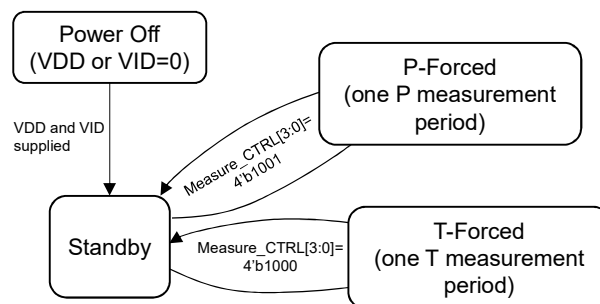 Power Off
(VDD or VID=0)
P-Forced
(one P measurement
period)
VDD and VID
supplied
Measure_CTRL[3:0]=
4'b1001
Standby
Measure_CTRL[3:0]=
4'b1000
T-Forced
(one T measurement
period)